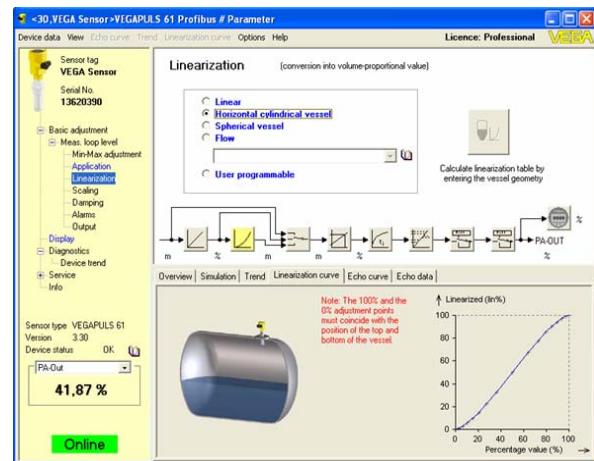 <30,VEGA Sensor>VEGAPULS 61 Profibus # Parameter
Device data View Echo curve Trend Linearization curve Options Help Licence: Professional VEGA
Sensor tag
VEGA Sensor
Serial No.
13620390
Basic adjustment
Meas. loop level
Min-Max adjustment
Application
Linearization
Scaling
Damping
Alarms
Output
Display
Diagnostics
Device trend
Service
Info
Sensor type VEGAPULS 61
Version 3.30
Device status OK
PA-Out
41,87 %
Online
Linearization (conversion into volume-proportional value)
Linear
Horizontal cylindrical vessel
Spherical vessel
Flow
User programmable
Calculate linearization table by
entering the vessel geometry
%
PA-OUT
m % m m %
Overview Simulation Trend Linearization curve Echo curve Echo data
Note: The 100% and the
0% adjustment points
must coincide with the
position of the top and
bottom of the vessel.
Linearized (lin%)
100
80
60
40
20
0
0 20 40 60 80 100
Percentage value (%)